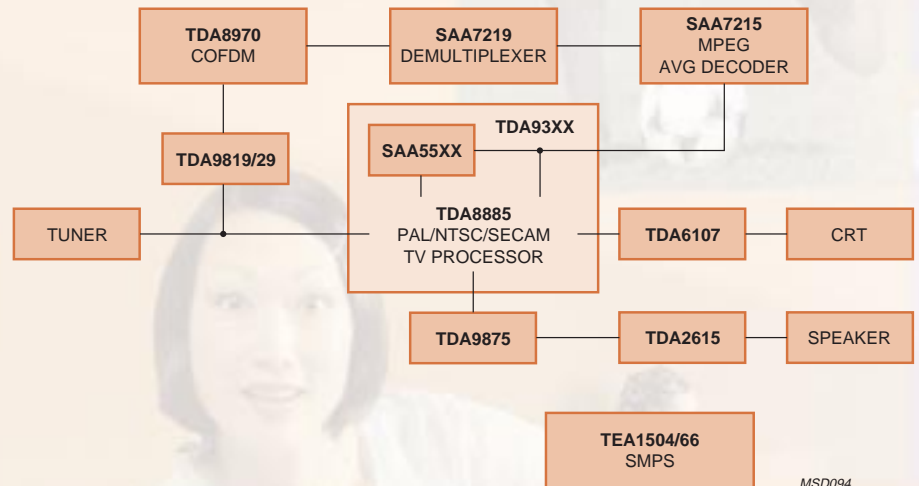 TDA8970
COFDM
SAA7219
DEMULTIPLEXER
SAA7215
MPEG
AVG DECODER
TDA9819/29
TDA93XX
SAA55XX
TUNER
TDA8885
PAL/NTSC/SECAM
TV PROCESSOR
TDA6107
CRT
TDA9875
TDA2615
SPEAKER
TEA1504/66
SMPS
MSD094